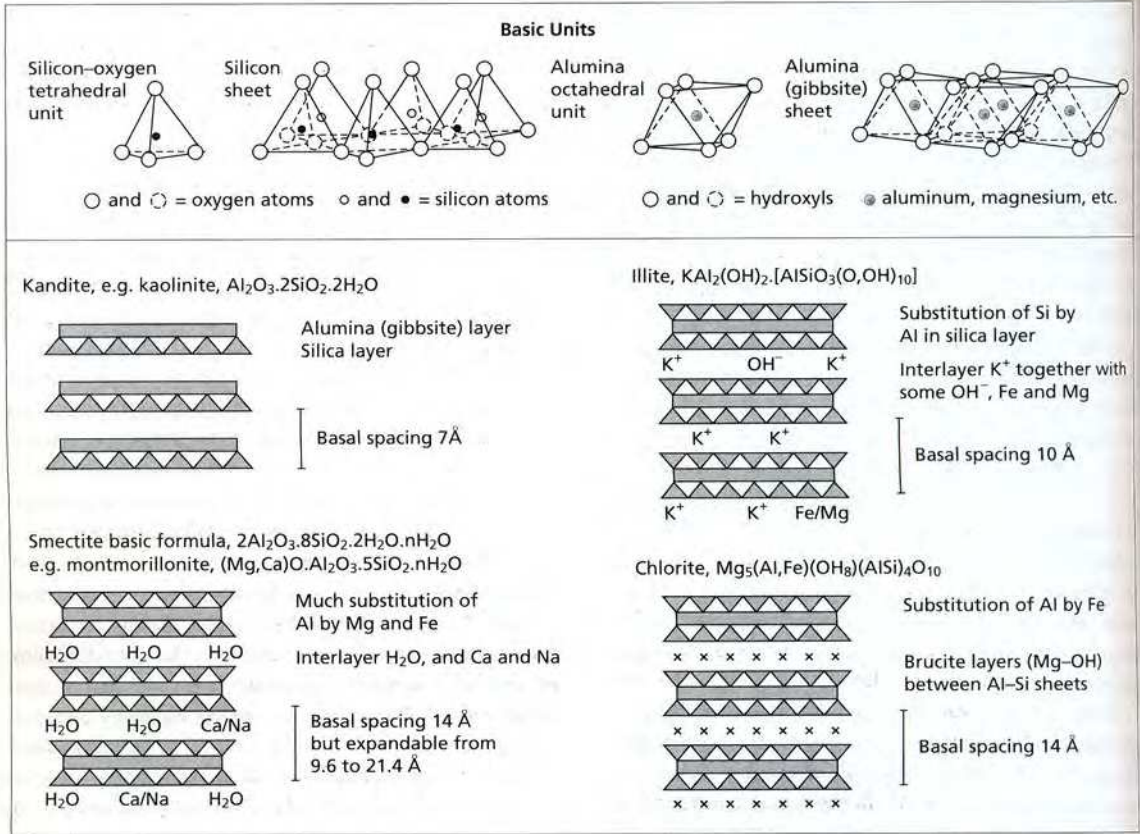 Basic Units
Silicon–oxygen
tetrahedral
unit
Silicon
sheet
Alumina
octahedral
unit
Alumina
(gibbsite)
sheet
and = oxygen atoms and = silicon atoms
and = hydroxyls aluminum, magnesium, etc.
Kandite, e.g. kaolinite, Al₂O₃.2SiO₂.2H₂O
Alumina (gibbsite) layer
Silica layer
Basal spacing 7Å
Illite, KAl₂(OH)₂.[AlSiO₃(O,OH)₁₀]
Substitution of Si by
Al in silica layer
K⁺ OH⁻ K⁺
Interlayer K⁺ together with
some OH⁻, Fe and Mg
K⁺ K⁺
Basal spacing 10 Å
K⁺ K⁺ Fe/Mg
Smectite basic formula, 2Al₂O₃.8SiO₂.2H₂O.nH₂O
e.g. montmorillonite, (Mg,Ca)O.Al₂O₃.5SiO₂.nH₂O
Much substitution of
Al by Mg and Fe
H₂O H₂O H₂O
Interlayer H₂O, and Ca and Na
H₂O H₂O Ca/Na
Basal spacing 14 Å
but expandable from
9.6 to 21.4 Å
H₂O Ca/Na H₂O
Chlorite, Mg₅(Al,Fe)(OH₈)(AlSi)₄O₁₀
Substitution of Al by Fe
× × × × × × ×
Brucite layers (Mg–OH)
between Al–Si sheets
× × × × × × ×
Basal spacing 14 Å
× × × × × × ×